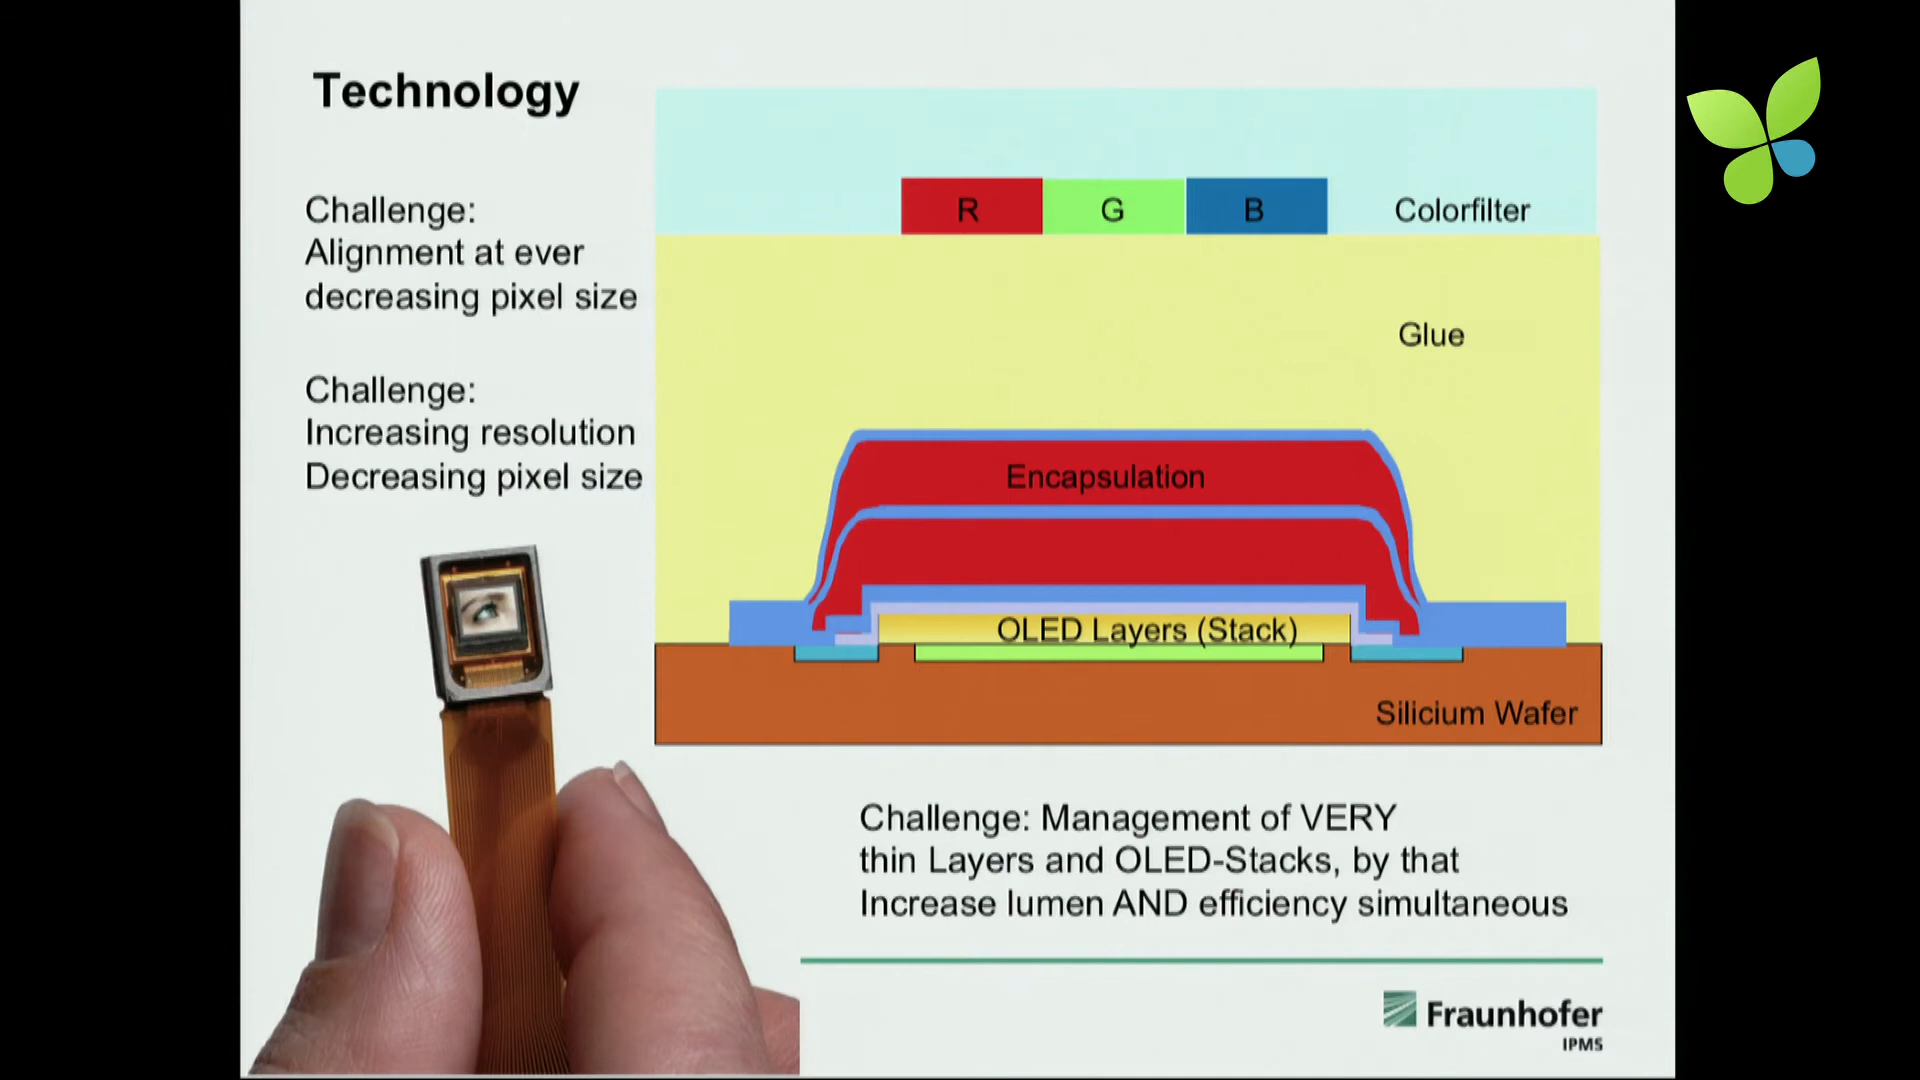 Technology
Challenge:
Alignment at ever
decreasing pixel size
Challenge:
Increasing resolution
Decreasing pixel size
R
G
B
Colorfilter
Glue
Encapsulation
OLED Layers (Stack)
Silicium Wafer
Challenge: Management of VERY
thin Layers and OLED-Stacks, by that
Increase lumen AND efficiency simultaneous
Fraunhofer
IPMS